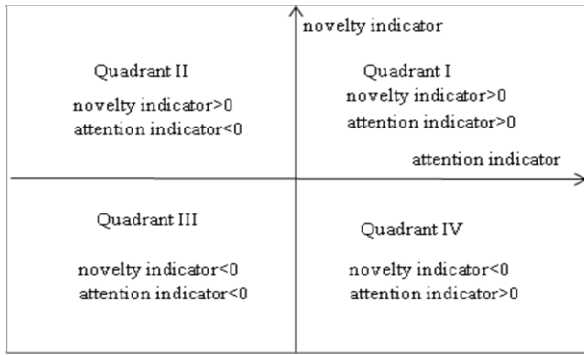 novelty indicator
Quadrant II
novelty indicator>0
attention indicator<0
Quadrant I
novelty indicator>0
attention indicator>0
attention indicator
Quadrant III
novelty indicator<0
attention indicator<0
Quadrant IV
novelty indicator<0
attention indicator>0